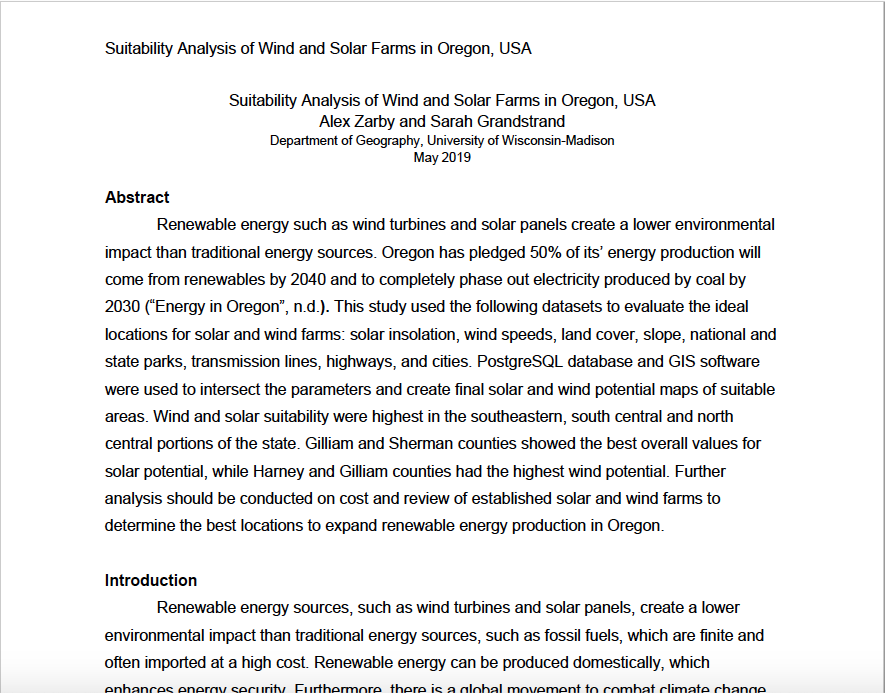 Suitability Analysis of Wind and Solar Farms in Oregon, USA
Suitability Analysis of Wind and Solar Farms in Oregon, USA
Alex Zarby and Sarah Grandstrand
Department of Geography, University of Wisconsin-Madison
May 2019
Abstract
Renewable energy such as wind turbines and solar panels create a lower environmental
impact than traditional energy sources. Oregon has pledged 50% of its’ energy production will
come from renewables by 2040 and to completely phase out electricity produced by coal by
2030 (“Energy in Oregon”, n.d.). This study used the following datasets to evaluate the ideal
locations for solar and wind farms: solar insolation, wind speeds, land cover, slope, national and
state parks, transmission lines, highways, and cities. PostgreSQL database and GIS software
were used to intersect the parameters and create final solar and wind potential maps of suitable
areas. Wind and solar suitability were highest in the southeastern, south central and north
central portions of the state. Gilliam and Sherman counties showed the best overall values for
solar potential, while Harney and Gilliam counties had the highest wind potential. Further
analysis should be conducted on cost and review of established solar and wind farms to
determine the best locations to expand renewable energy production in Oregon.
Introduction
Renewable energy sources, such as wind turbines and solar panels, create a lower
environmental impact than traditional energy sources, such as fossil fuels, which are finite and
often imported at a high cost. Renewable energy can be produced domestically, which
enhances energy security. Furthermore, there is a global movement to combat climate change